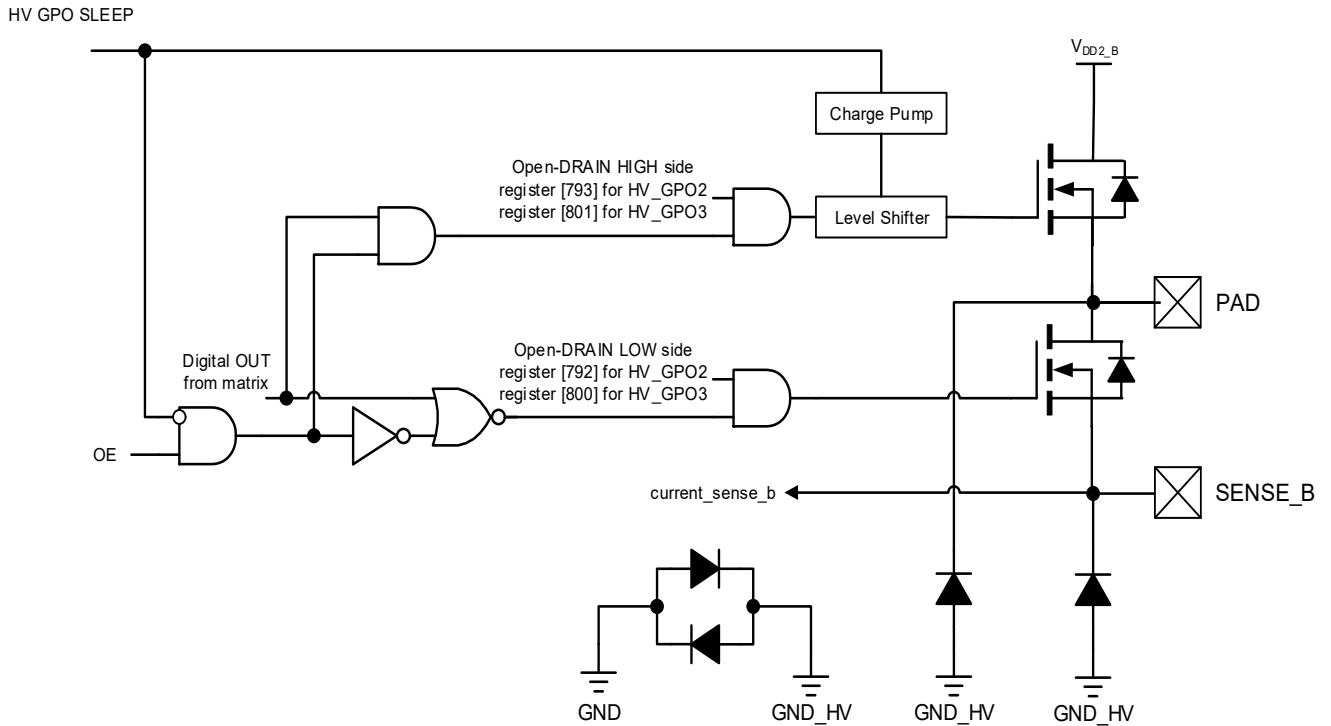 HV GPO SLEEP
V_DD2_B
Charge Pump
Open-DRAIN HIGH side
register [793] for HV_GPO2
register [801] for HV_GPO3
Level Shifter
PAD
Digital OUT
from matrix
Open-DRAIN LOW side
register [792] for HV_GPO2
register [800] for HV_GPO3
OE
current_sense_b
SENSE_B
GND
GND_HV
GND_HV
GND_HV